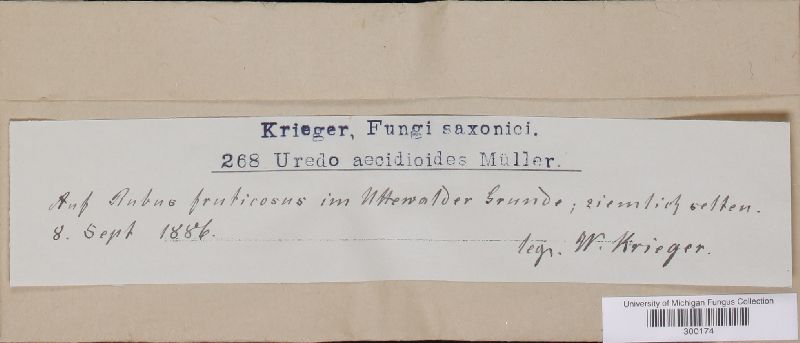 Krieger, Fungi saxonici.
268 Uredo aecidioides Müller.
Auf Rubus fruticosus im Uttewalder Grunde; ziemlich selten.
8. Sept 1886.
leg. W. Krieger.
University of Michigan Fungus Collection
300174